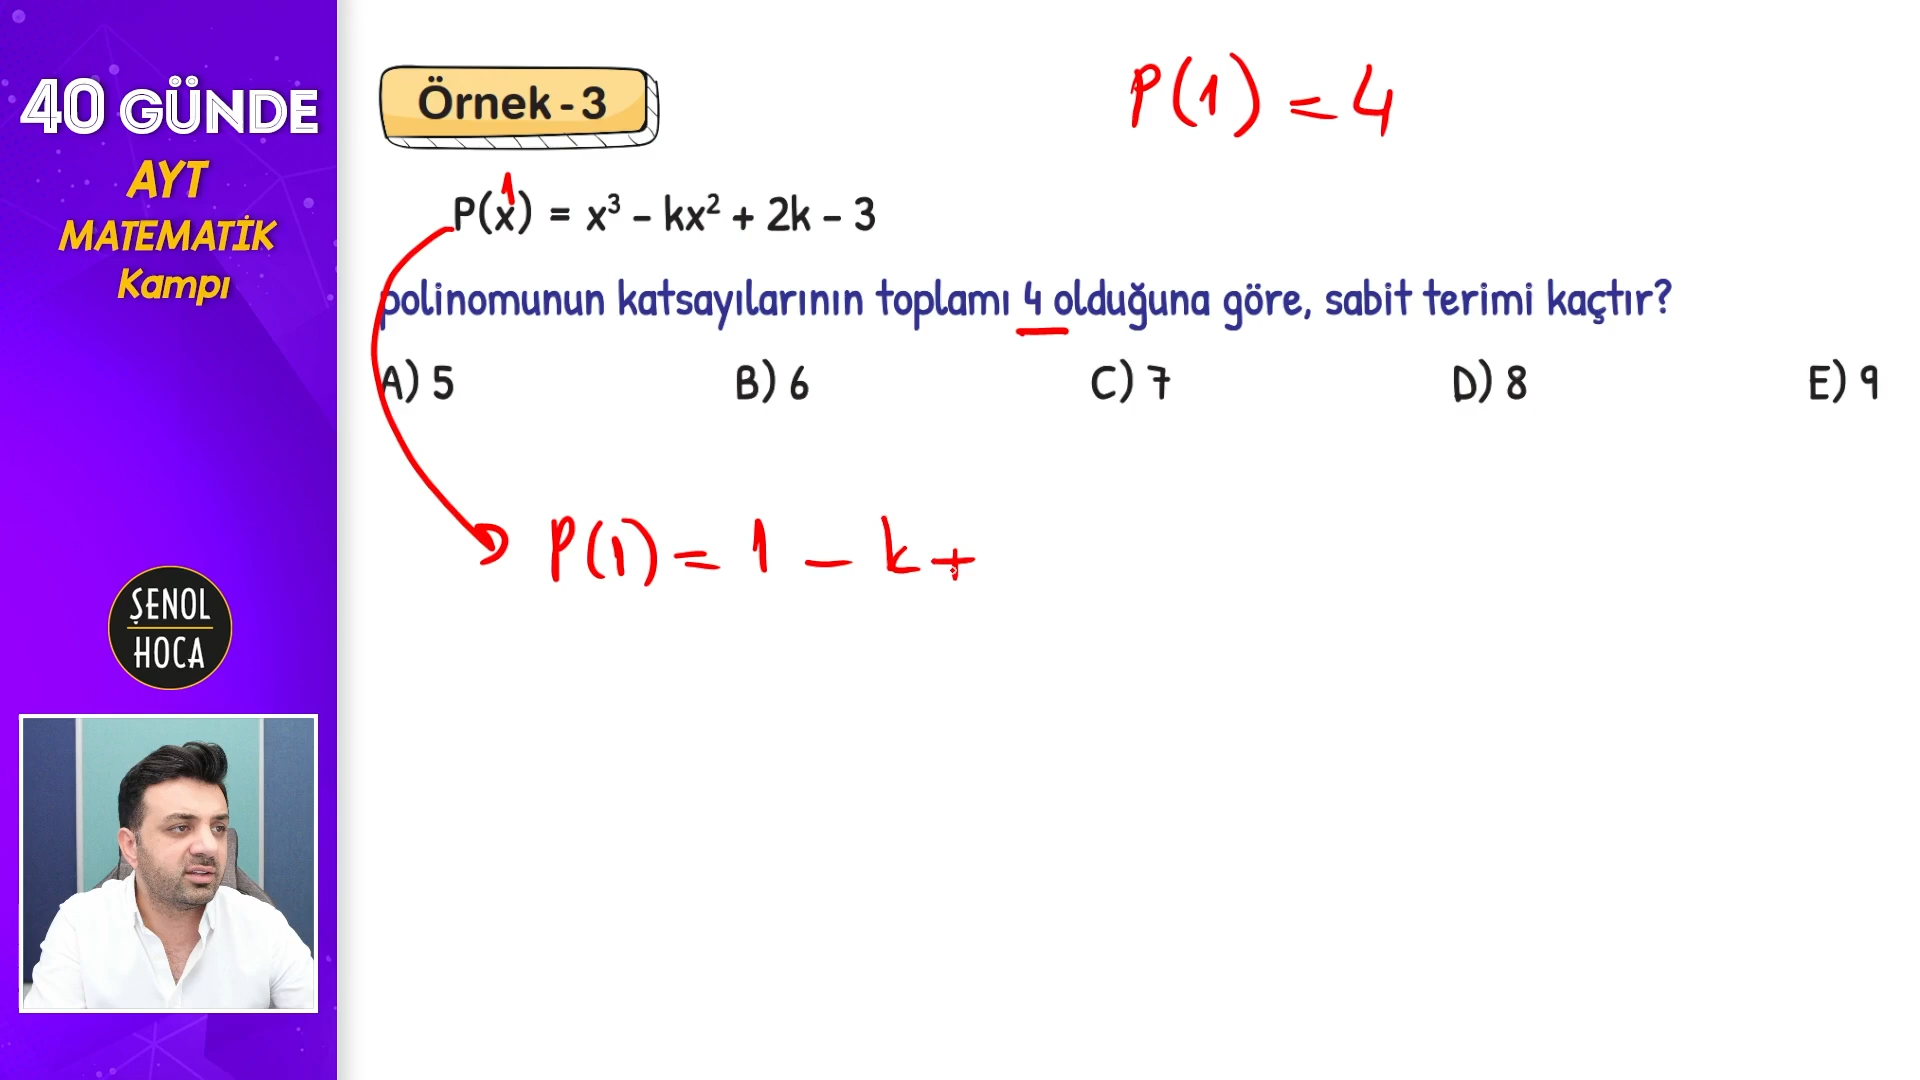 40 GÜNDE
AYT
MATEMATİK
Kampı
ŞENOL
HOCA
Örnek - 3
P(1) = 4
1
P(x) = x³ – kx² + 2k – 3
polinomunun katsayılarının toplamı 4 olduğuna göre, sabit terimi kaçtır?
A) 5 B) 6 C) 7 D) 8 E) 9
P(1) = 1 – k +